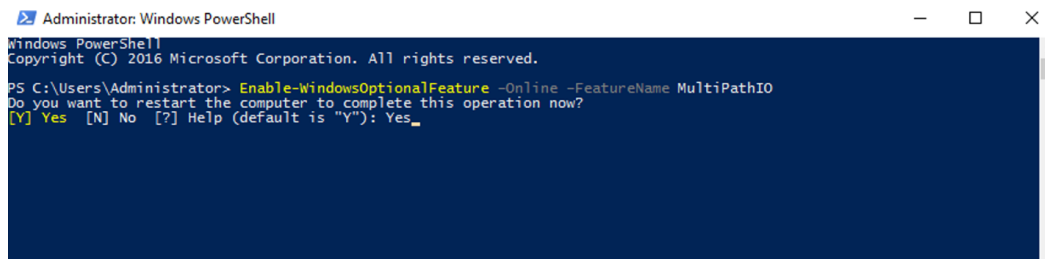 Administrator: Windows PowerShell
Windows PowerShell
Copyright (C) 2016 Microsoft Corporation. All rights reserved.
PS C:\Users\Administrator> Enable-WindowsOptionalFeature -Online -FeatureName MultiPathIO
Do you want to restart the computer to complete this operation now?
[Y] Yes  [N] No  [?] Help (default is "Y"): Yes